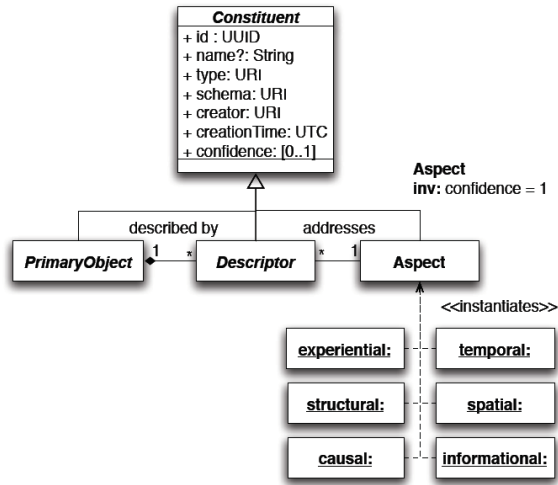 Constituent
+ id : UUID
+ name?: String
+ type: URI
+ schema: URI
+ creator: URI
+ creationTime: UTC
+ confidence: [0..1]
Aspect
inv: confidence = 1
described by
addresses
1
*
*
1
PrimaryObject
Descriptor
Aspect
<<instantiates>>
experiential:
temporal:
structural:
spatial:
causal:
informational: